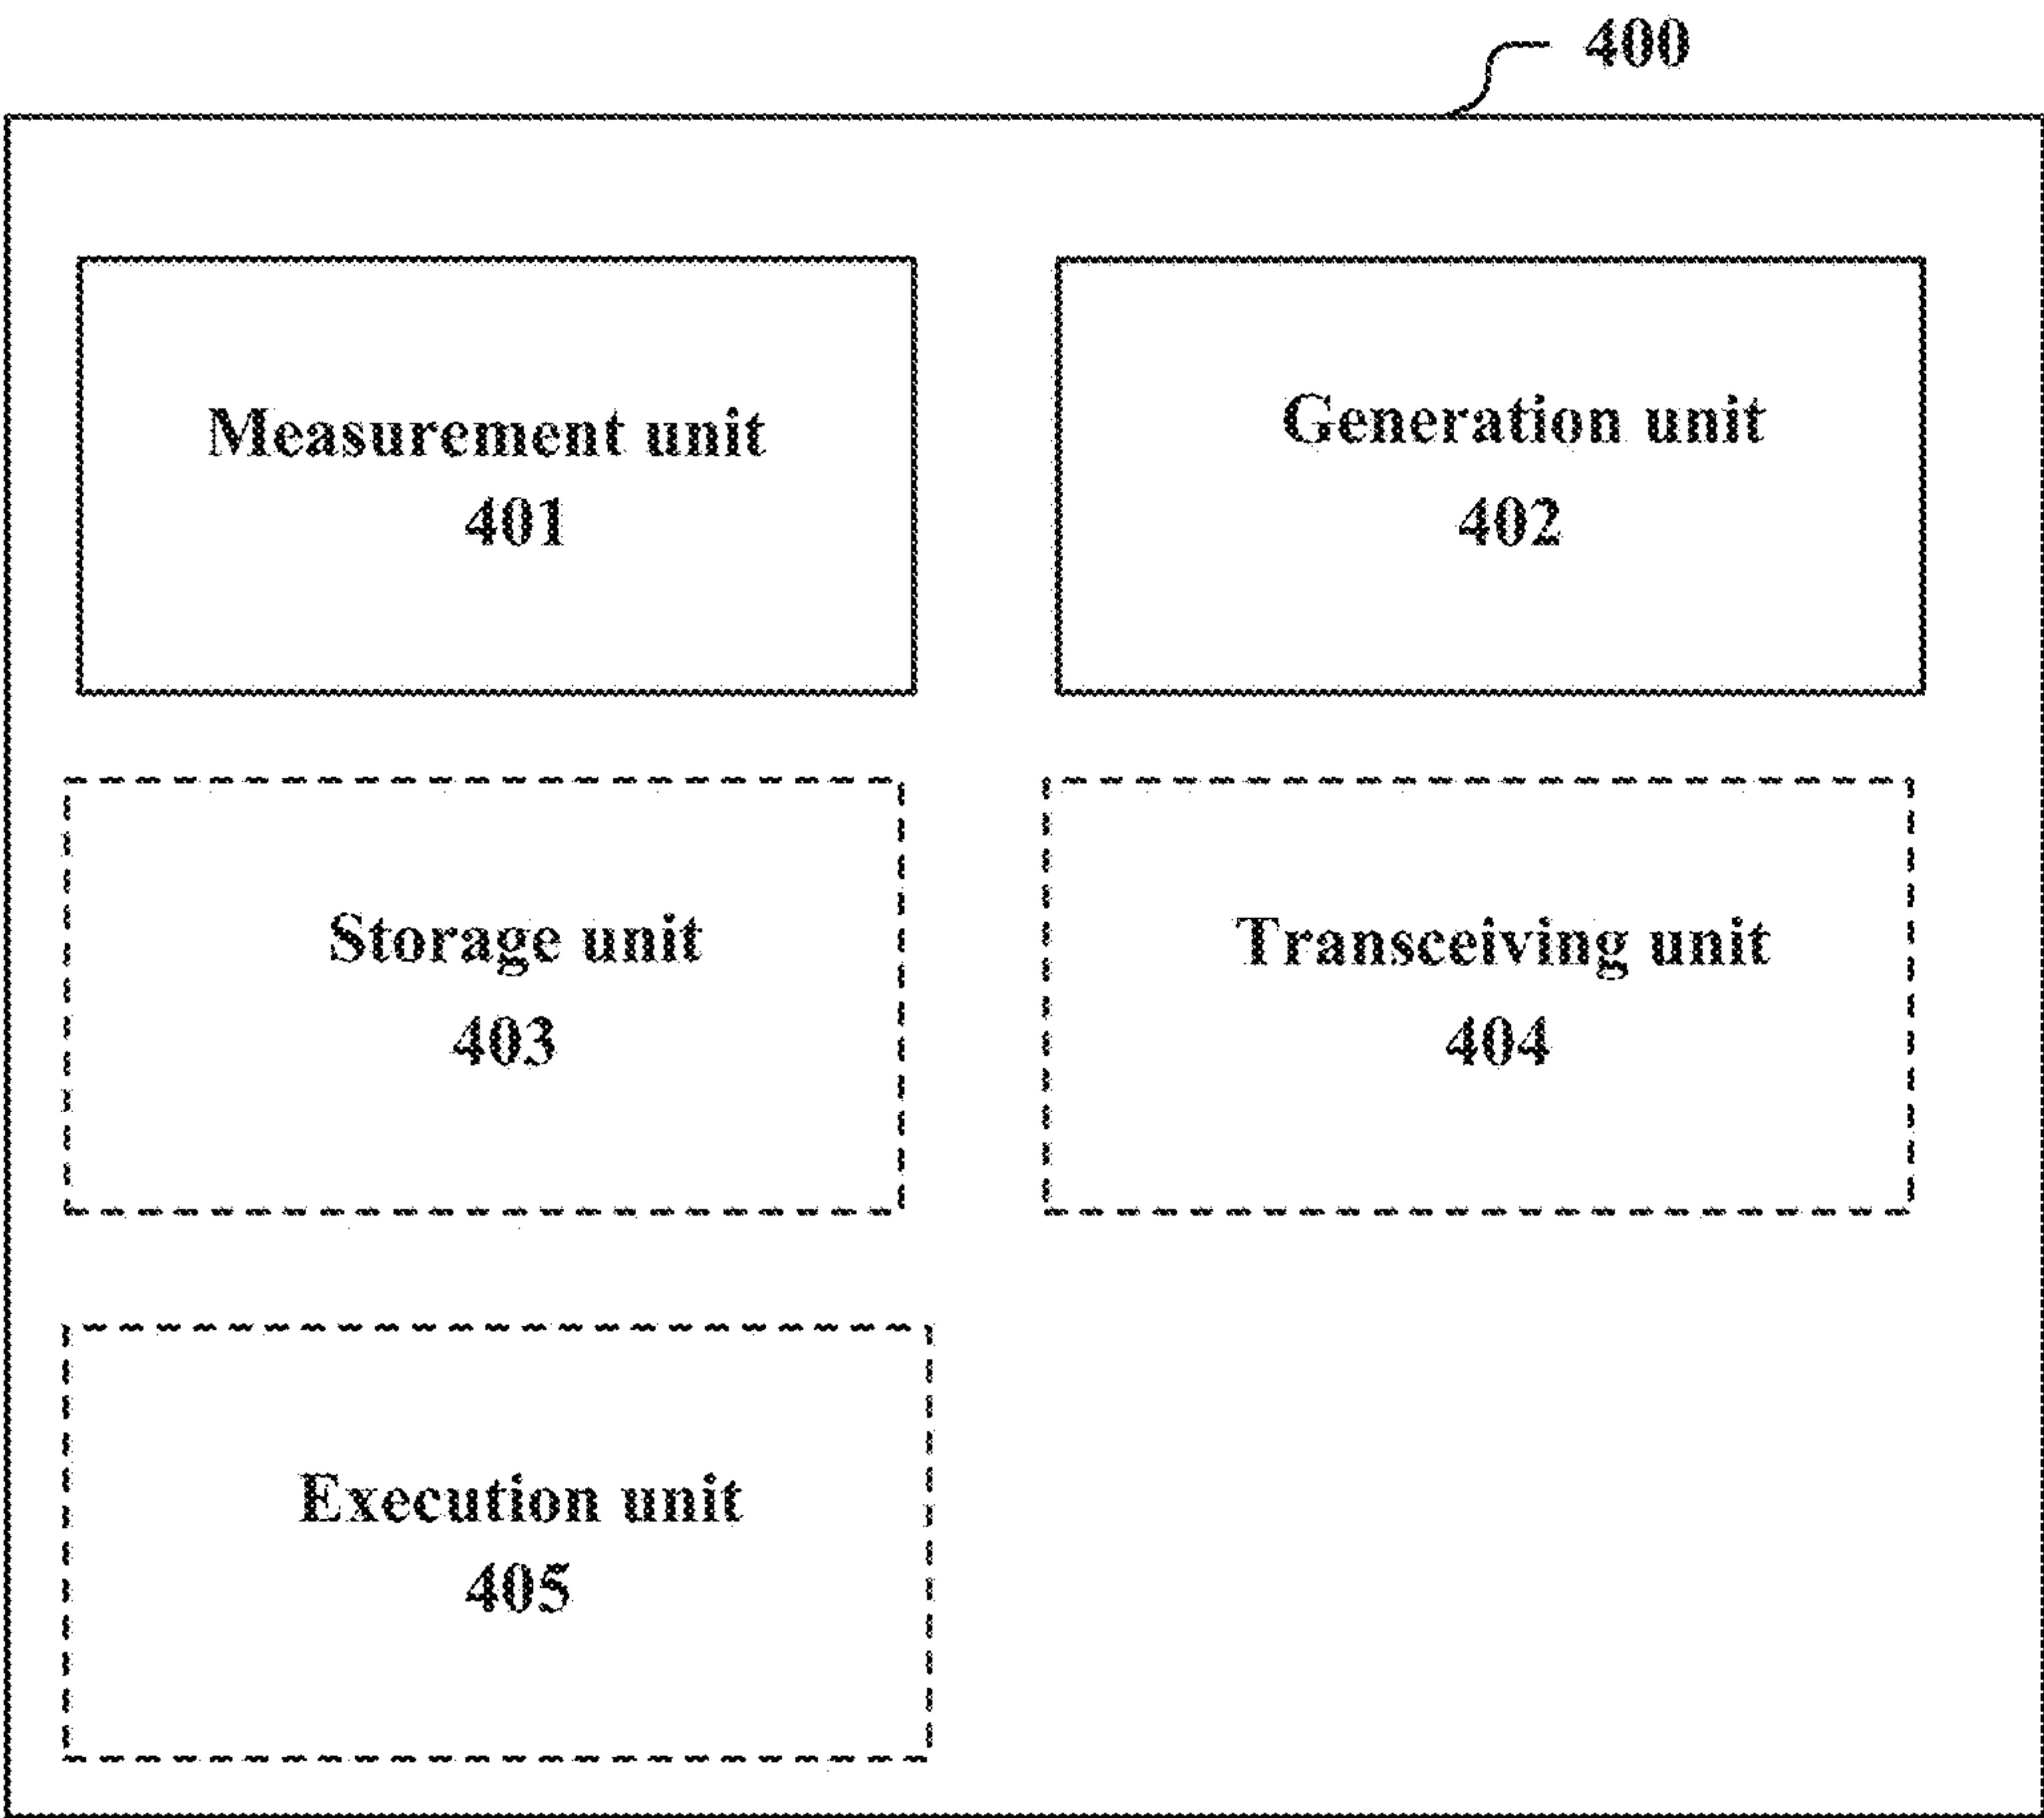 400
Measurement unit
401
Generation unit
402
Storage unit
403
Transceiving unit
404
Execution unit
405